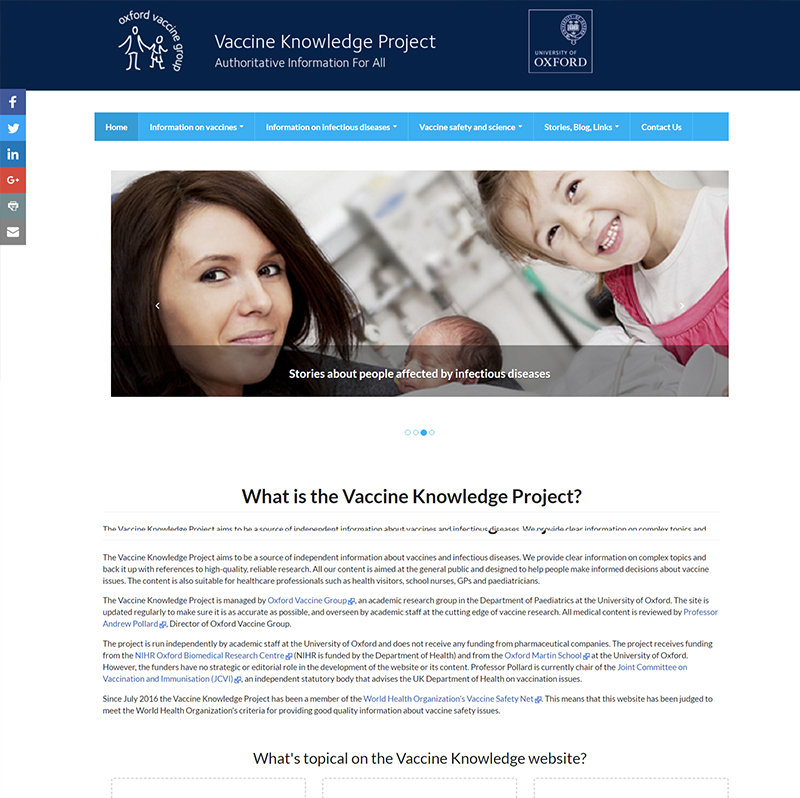 oxford vaccine group
Vaccine Knowledge Project
Authoritative Information For All
UNIVERSITY OF
OXFORD
f
in
G+
Home
Information on vaccines
Information on infectious diseases
Vaccine safety and science
Stories, Blog, Links
Contact Us
Stories about people affected by infectious diseases
What is the Vaccine Knowledge Project?
The Vaccine Knowledge Project aims to be a source of independent information about vaccines and infectious diseases. We provide clear information on complex topics and
The Vaccine Knowledge Project aims to be a source of independent information about vaccines and infectious diseases. We provide clear information on complex topics and
back it up with references to high-quality, reliable research. All our content is aimed at the general public and designed to help people make informed decisions about vaccine
issues. The content is also suitable for healthcare professionals such as health visitors, school nurses, GPs and paediatricians.
The Vaccine Knowledge Project is managed by Oxford Vaccine Group, an academic research group in the Department of Paediatrics at the University of Oxford. The site is
updated regularly to make sure it is as accurate as possible, and overseen by academic staff at the cutting edge of vaccine research. All medical content is reviewed by Professor
Andrew Pollard, Director of Oxford Vaccine Group.
The project is run independently by academic staff at the University of Oxford and does not receive any funding from pharmaceutical companies. The project receives funding
from the NIHR Oxford Biomedical Research Centre (NIHR is funded by the Department of Health) and from the Oxford Martin School at the University of Oxford.
However, the funders have no strategic or editorial role in the development of the website or its content. Professor Pollard is currently chair of the Joint Committee on
Vaccination and Immunisation (JCVI), an independent statutory body that advises the UK Department of Health on vaccination issues.
Since July 2016 the Vaccine Knowledge Project has been a member of the World Health Organization's Vaccine Safety Net. This means that this website has been judged to
meet the World Health Organization's criteria for providing good quality information about vaccine safety issues.
What's topical on the Vaccine Knowledge website?